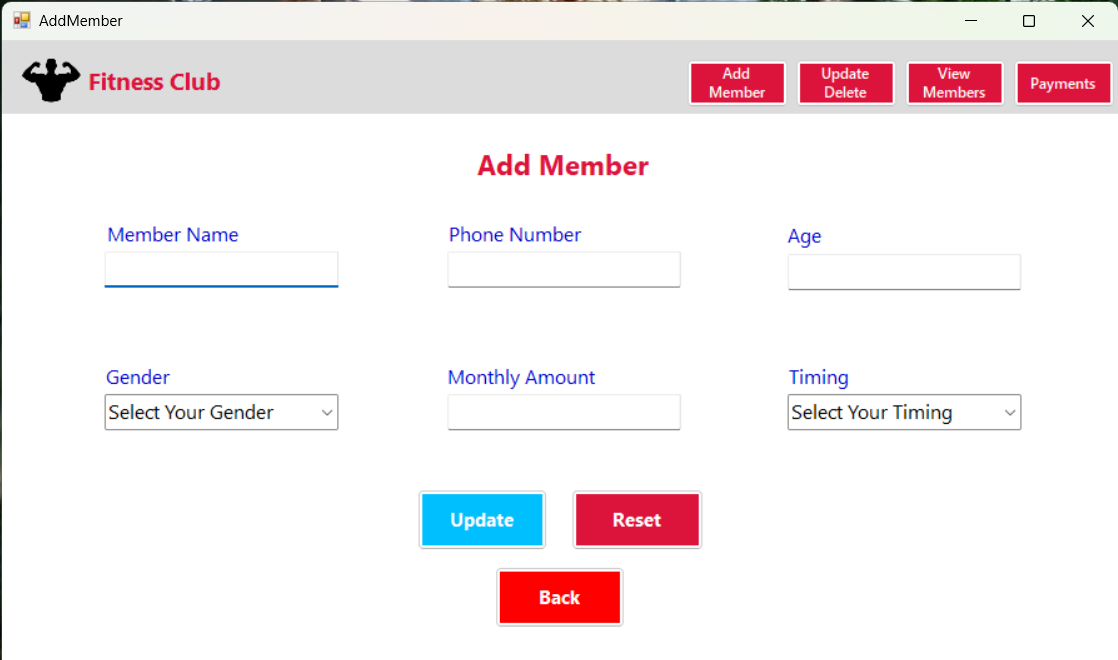 AddMember
Fitness Club
Add
Member
Update
Delete
View
Members
Payments
Add Member
Member Name
Phone Number
Age
Gender
Monthly Amount
Timing
Select Your Gender
Select Your Timing
Update
Reset
Back